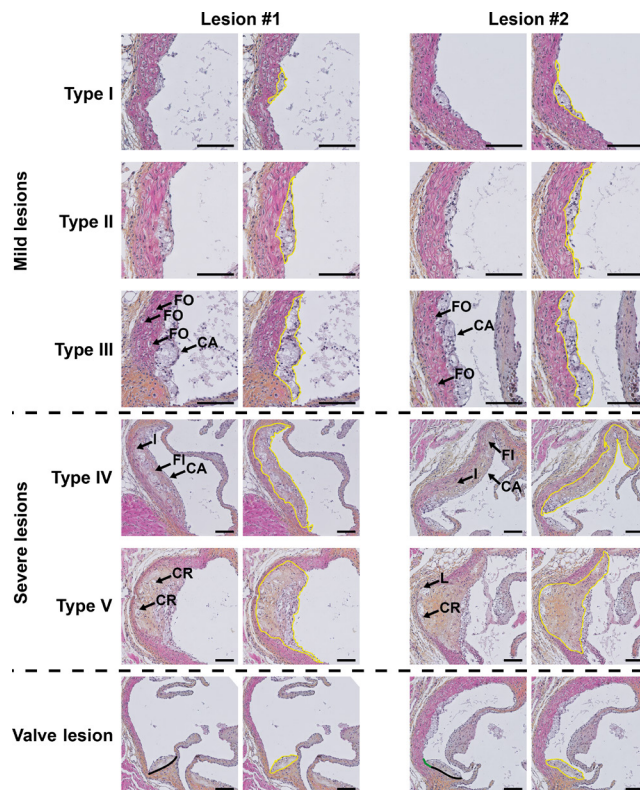 Lesion #1 Lesion #2
Type I
Type II
Mild lesions
FO
FO
FO
CA
Type III
FO
CA
FO
I
FI
CA
Type IV
FI
I
CA
Severe lesions
CR
CR
Type V
L
CR
Valve lesion